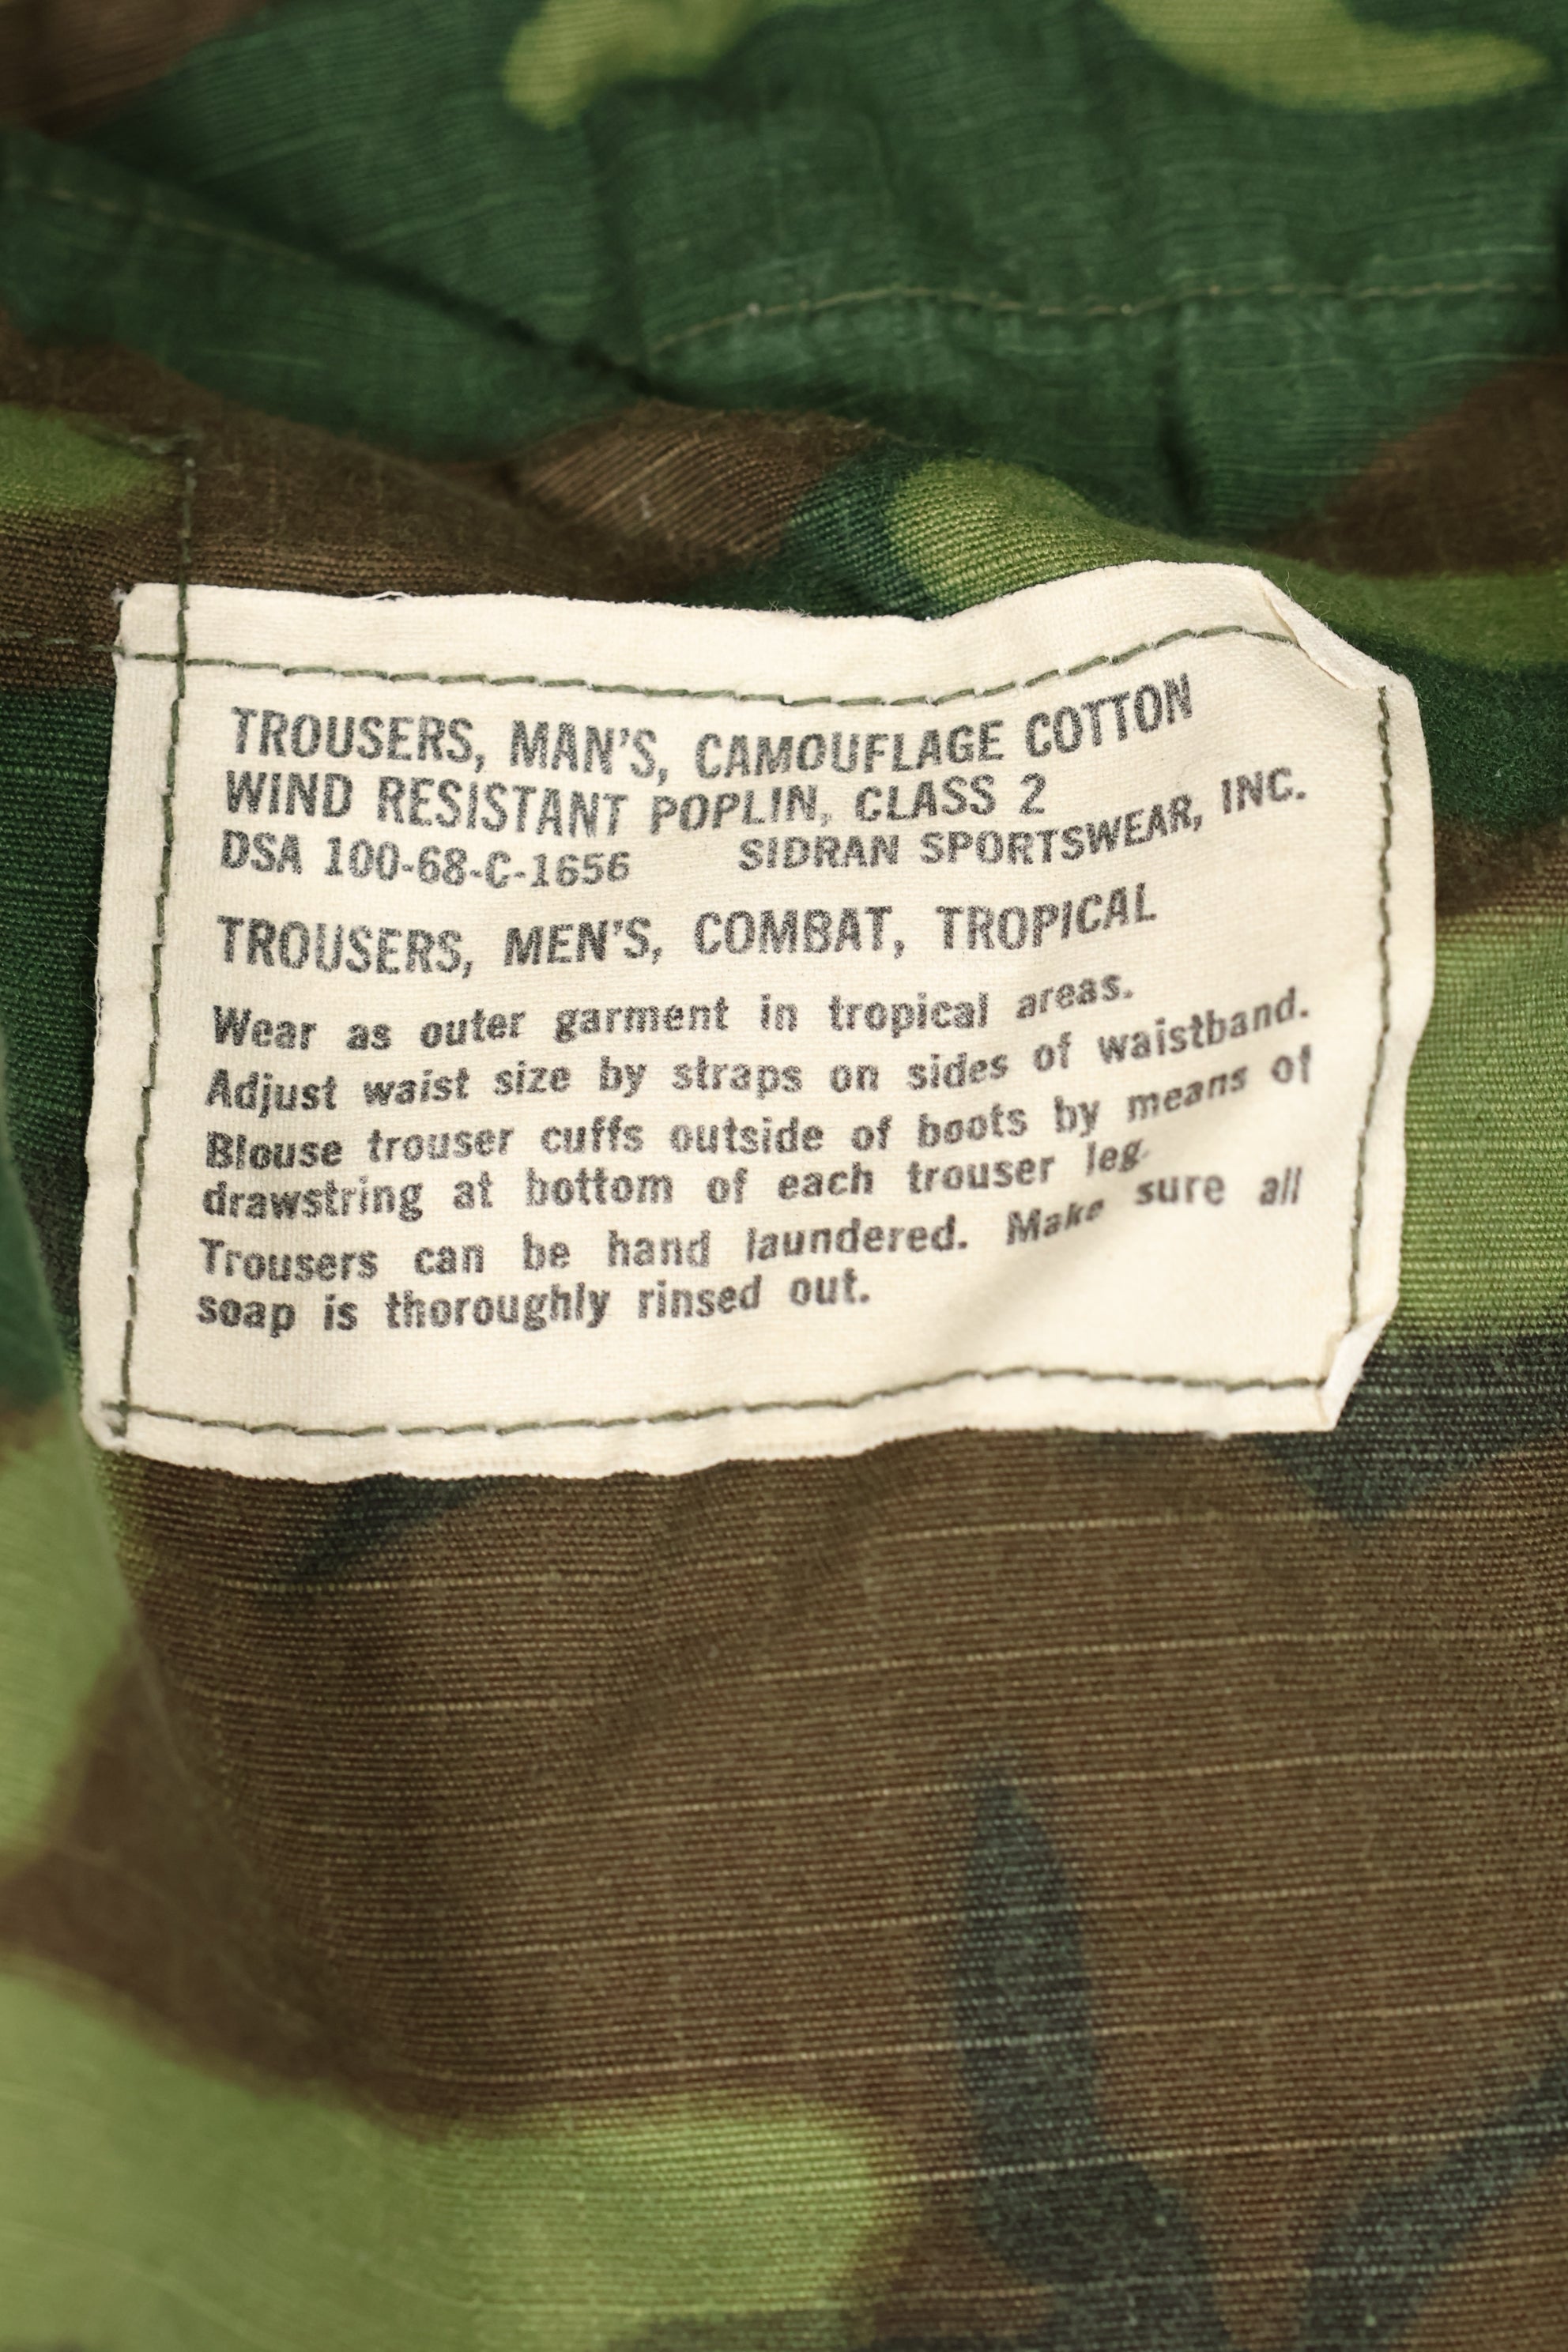 TROUSERS, MAN'S, CAMOUFLAGE COTTON
WIND RESISTANT POPLIN, CLASS 2
DSA 100-68-C-1656 SIDRAN SPORTSWEAR, INC.
TROUSERS, MEN'S, COMBAT, TROPICAL
Wear as outer garment in tropical areas.
Adjust waist size by straps on sides of waistband.
Blouse trouser cuffs outside of boots by means of
drawstring at bottom of each trouser leg.
Trousers can be hand laundered. Make sure all
soap is thoroughly rinsed out.